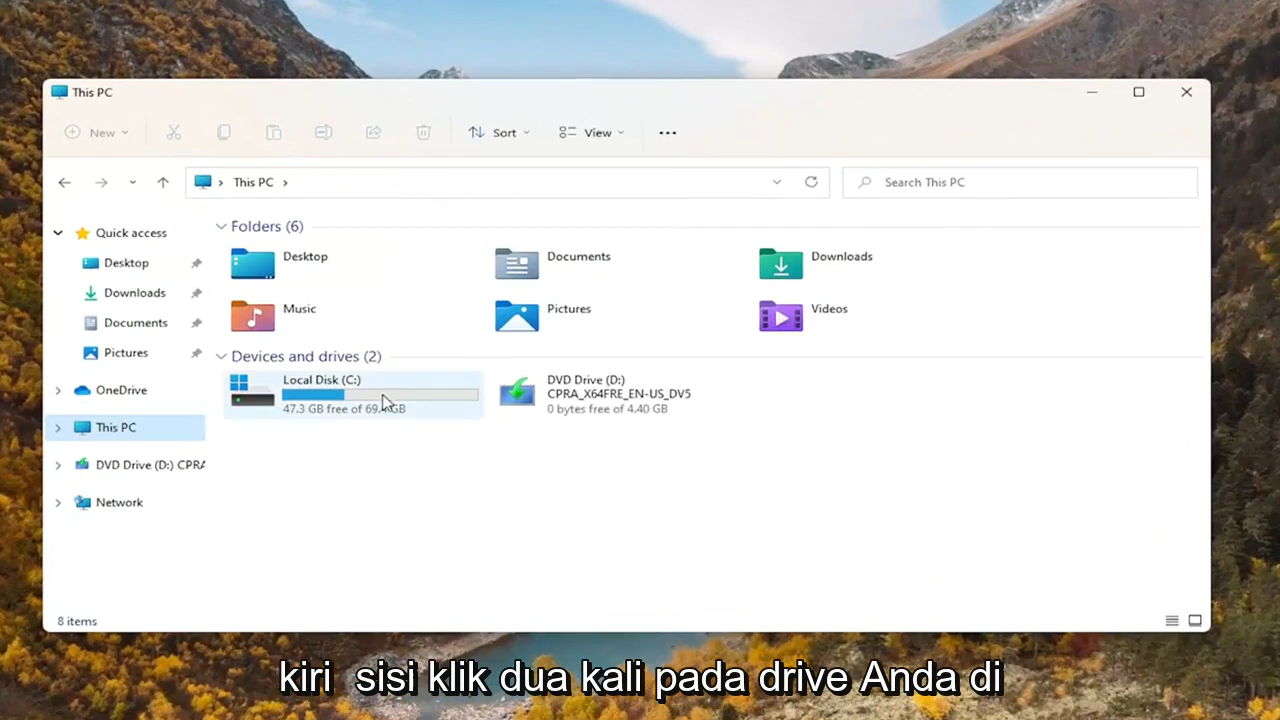 This PC
New
Sort
View
This PC
Search This PC
Quick access
Desktop
Downloads
Documents
Pictures
OneDrive
This PC
DVD Drive (D:) CPRA
Network
Folders (6)
Desktop
Documents
Downloads
Music
Pictures
Videos
Devices and drives (2)
Local Disk (C:)
47.3 GB free of 69. GB
DVD Drive (D:)
CPRA_X64FRE_EN-US_DV5
0 bytes free of 4.40 GB
8 items
kiri sisi klik dua kali pada drive Anda di